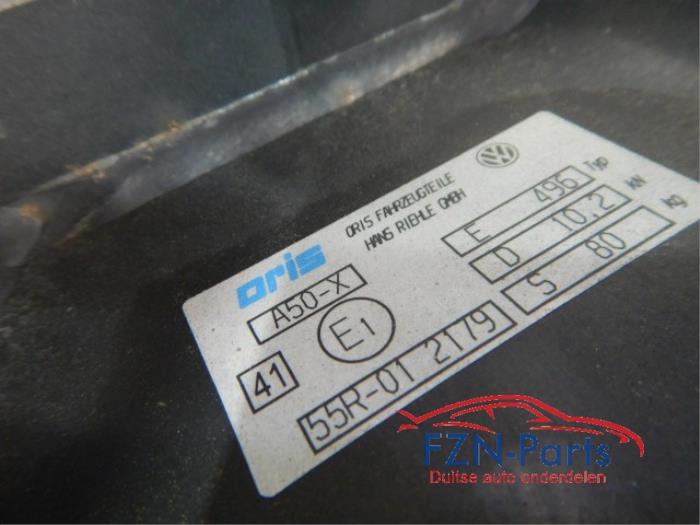 oris
ORIS FAHRZEUGTEILE
HANS RIEHLE GMBH
VW
A50-X
E 496 Typ
D 10,2 kN
S 80 kg
41
E1
55R-01 2179
FZN-Parts
Duitse auto onderdelen